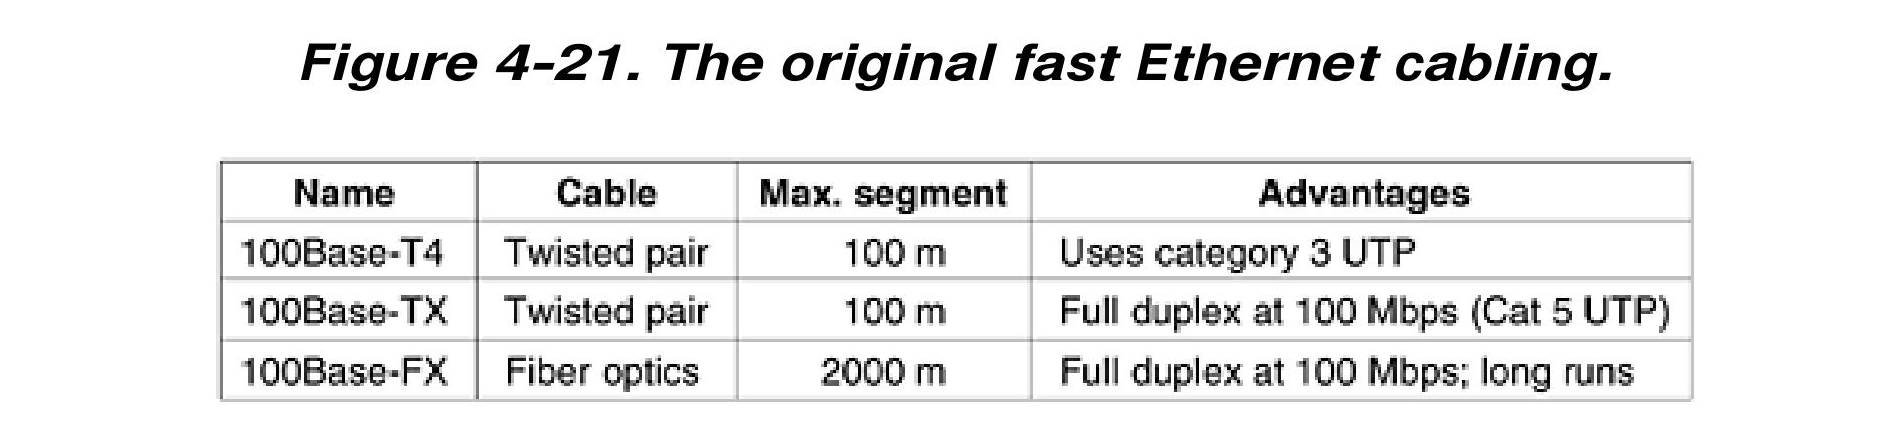 Figure 4-21. The original fast Ethernet cabling.
Name Cable Max. segment Advantages
100Base-T4 Twisted pair 100 m Uses category 3 UTP
100Base-TX Twisted pair 100 m Full duplex at 100 Mbps (Cat 5 UTP)
100Base-FX Fiber optics 2000 m Full duplex at 100 Mbps; long runs